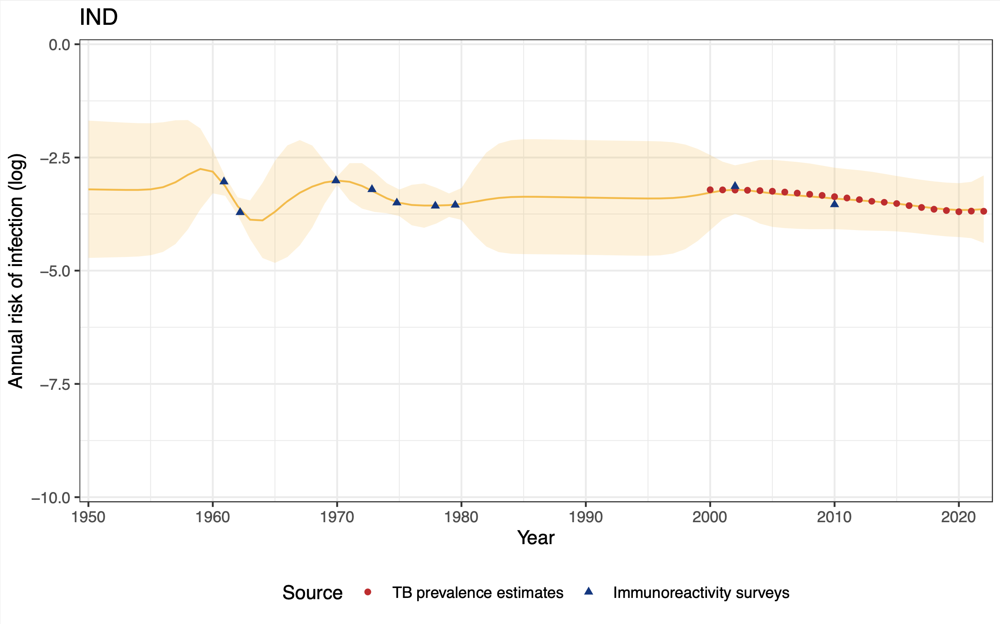 IND
Annual risk of infection (log)
0.0
−2.5
−5.0
−7.5
−10.0
1950 1960 1970 1980 1990 2000 2010 2020
Year
Source TB prevalence estimates Immunoreactivity surveys